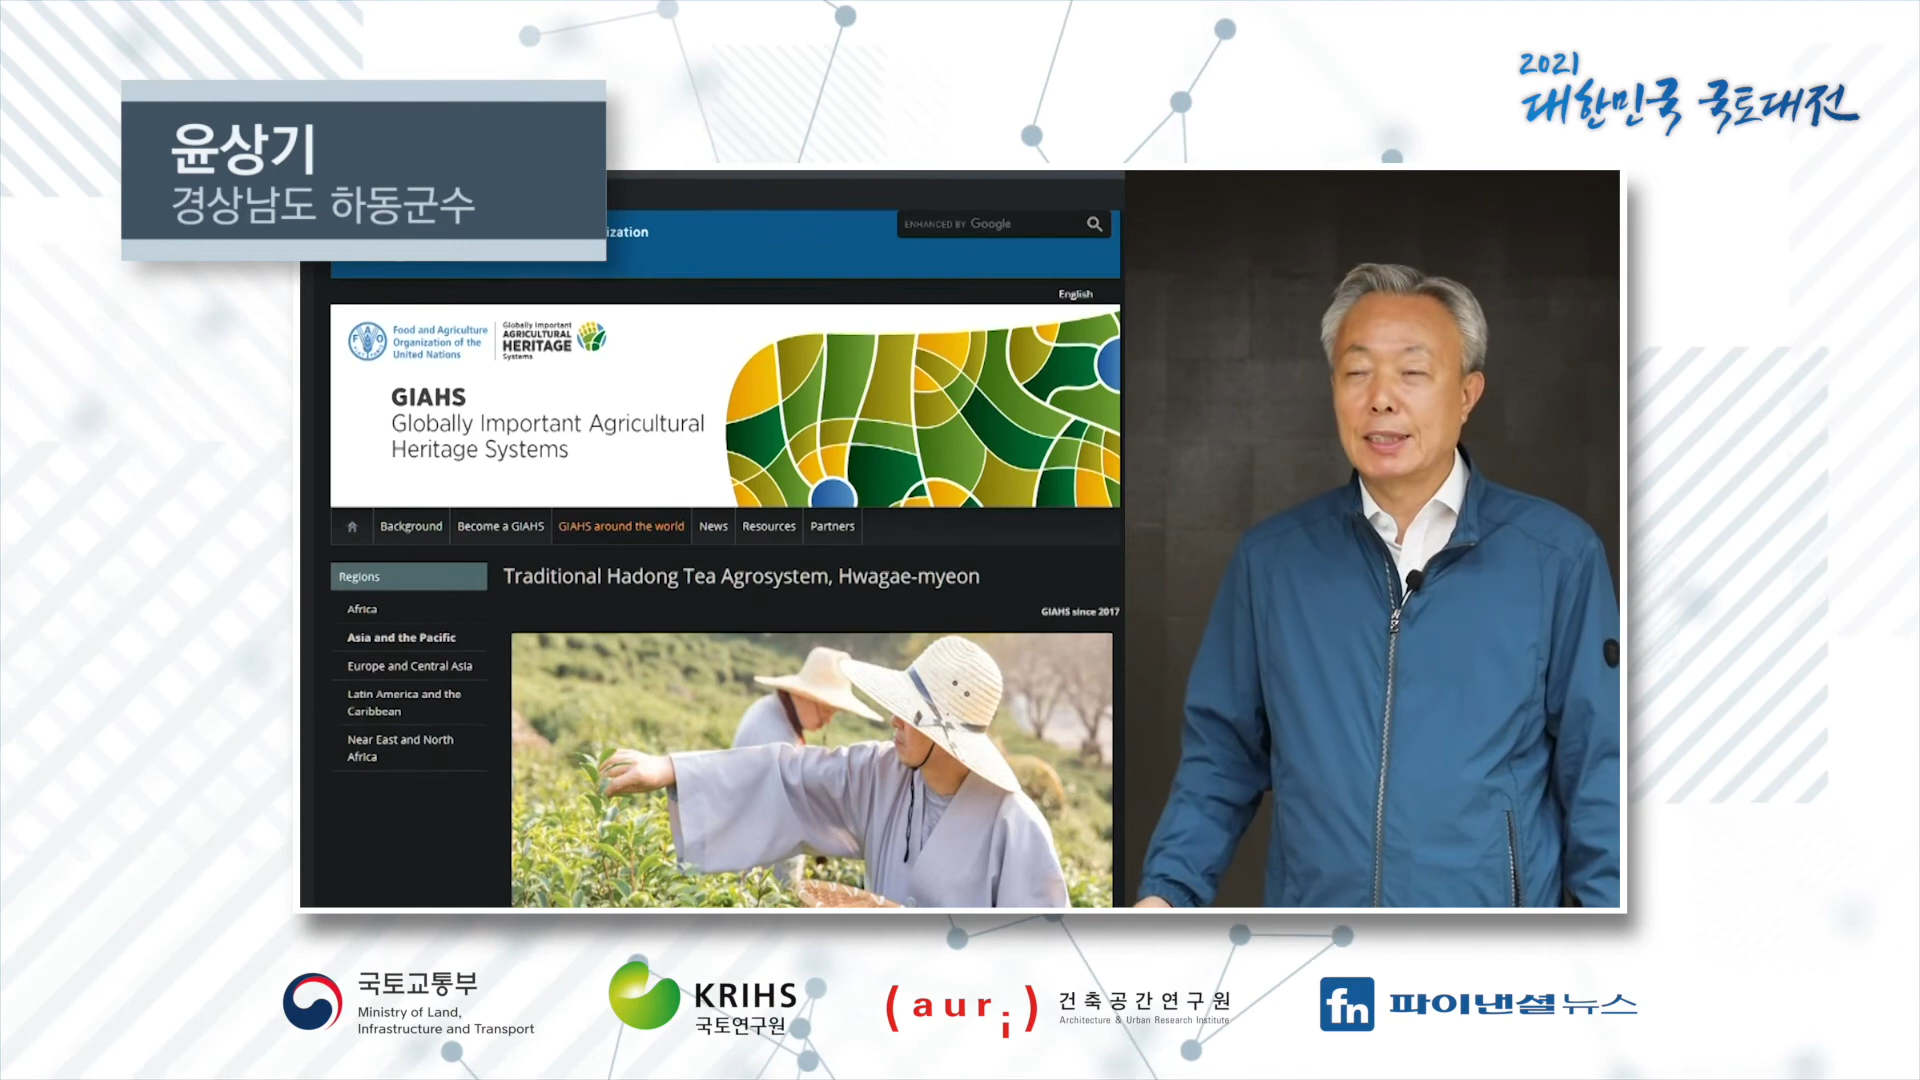 2021
대한민국 국토대전
윤상기
경상남도 하동군수
ization
ENHANCED BY Google
English
FAO
Food and Agriculture
Organization of the
United Nations
Globally Important
AGRICULTURAL
HERITAGE
Systems
GIAHS
Globally Important Agricultural
Heritage Systems
Background Become a GIAHS GIAHS around the world News Resources Partners
Regions
Africa
Asia and the Pacific
Europe and Central Asia
Latin America and the
Caribbean
Near East and North
Africa
Traditional Hadong Tea Agrosystem, Hwagae-myeon
GIAHS since 2017
국토교통부
Ministry of Land,
Infrastructure and Transport
KRIHS
국토연구원
(auri)
건축공간연구원
Architecture & Urban Research Institute
fn 파이낸셜뉴스